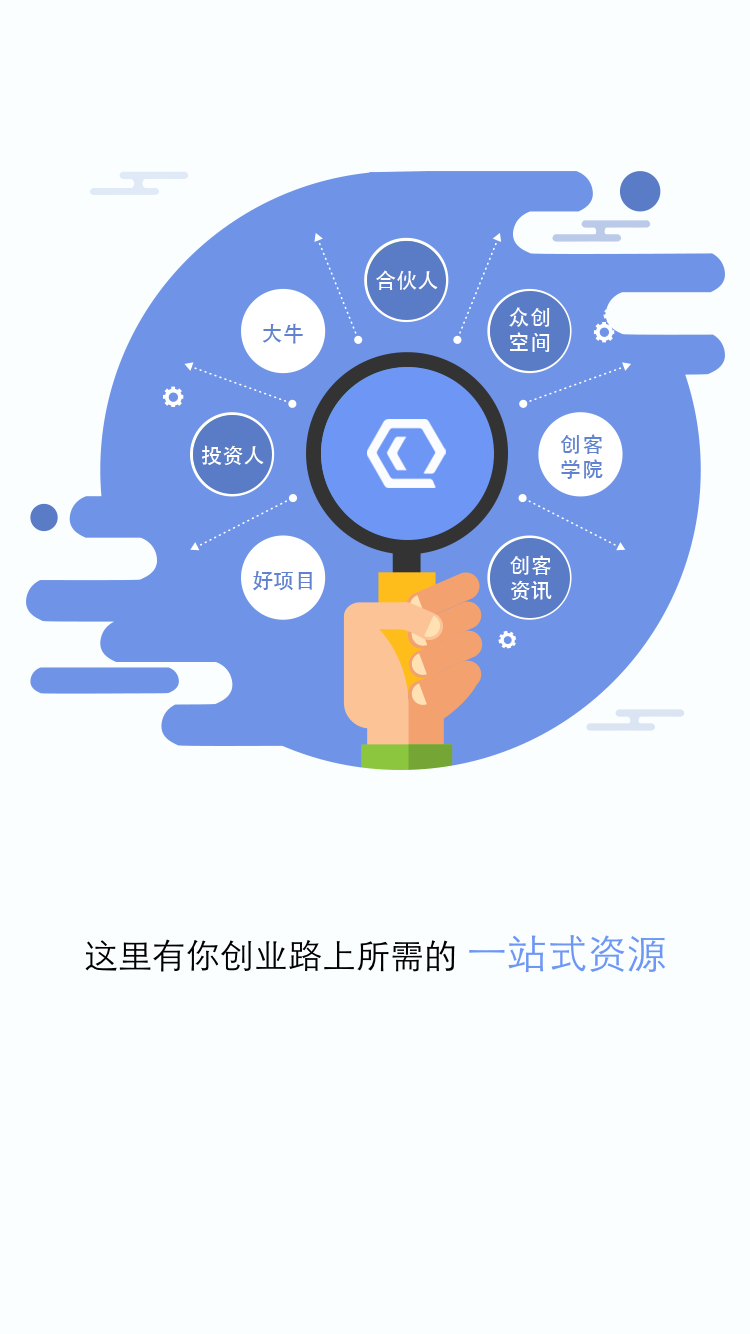 合伙人
大牛
众创
空间
投资人
创客
学院
好项目
创客
资讯
这里有你创业路上所需的 一站式资源